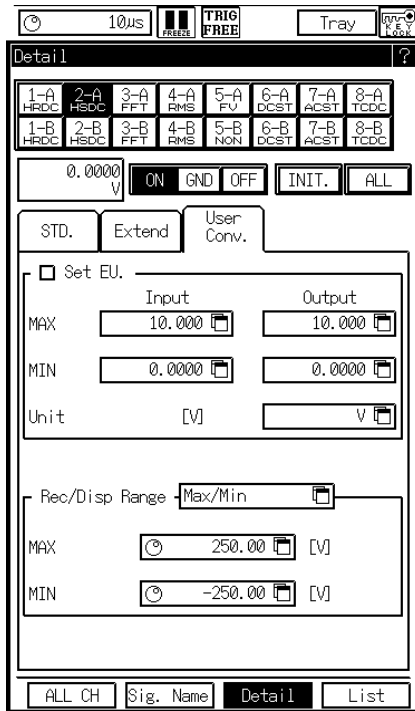 10µs FREEZE TRIG FREE Tray KEY LOCK
Detail ?
1-A 2-A 3-A 4-A 5-A 6-A 7-A 8-A
HRDC HSDC FFT RMS FV DCST ACST TCDC
1-B 2-B 3-B 4-B 5-B 6-B 7-B 8-B
HRDC HSDC FFT RMS NON DCST ACST TCDC
0.0000 V ON GND OFF INIT. ALL
STD. Extend User Conv.
Set EU.
Input Output
MAX 10.000 10.000
MIN 0.0000 0.0000
Unit [V] V
Rec/Disp Range Max/Min
MAX 250.00 [V]
MIN -250.00 [V]
ALL CH Sig. Name Detail List